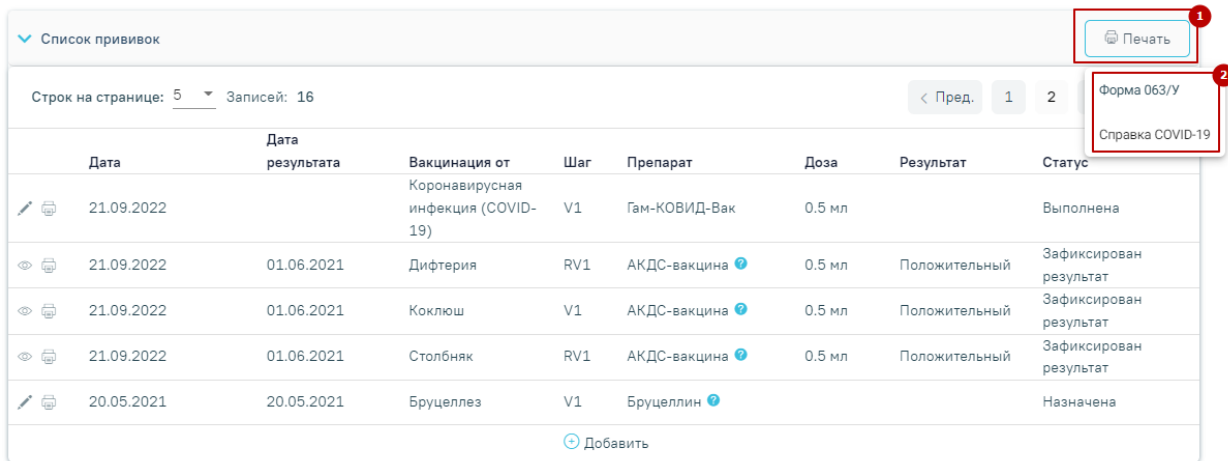 1
Список прививок
Печать
2
Строк на странице: 5 Записей: 16
< Пред. 1 2
Форма 063/У
Справка COVID-19
Дата
Дата результата
Вакцинация от
Шаг
Препарат
Доза
Результат
Статус
21.09.2022
Коронавирусная
инфекция (COVID-
19)
V1
Гам-КОВИД-Вак
0.5 мл
Выполнена
21.09.2022
01.06.2021
Дифтерия
RV1
АКДС-вакцина ?
0.5 мл
Положительный
Зафиксирован
результат
21.09.2022
01.06.2021
Коклюш
V1
АКДС-вакцина ?
0.5 мл
Положительный
Зафиксирован
результат
21.09.2022
01.06.2021
Столбняк
RV1
АКДС-вакцина ?
0.5 мл
Положительный
Зафиксирован
результат
20.05.2021
20.05.2021
Бруцеллез
V1
Бруцеллин ?
Назначена
Добавить